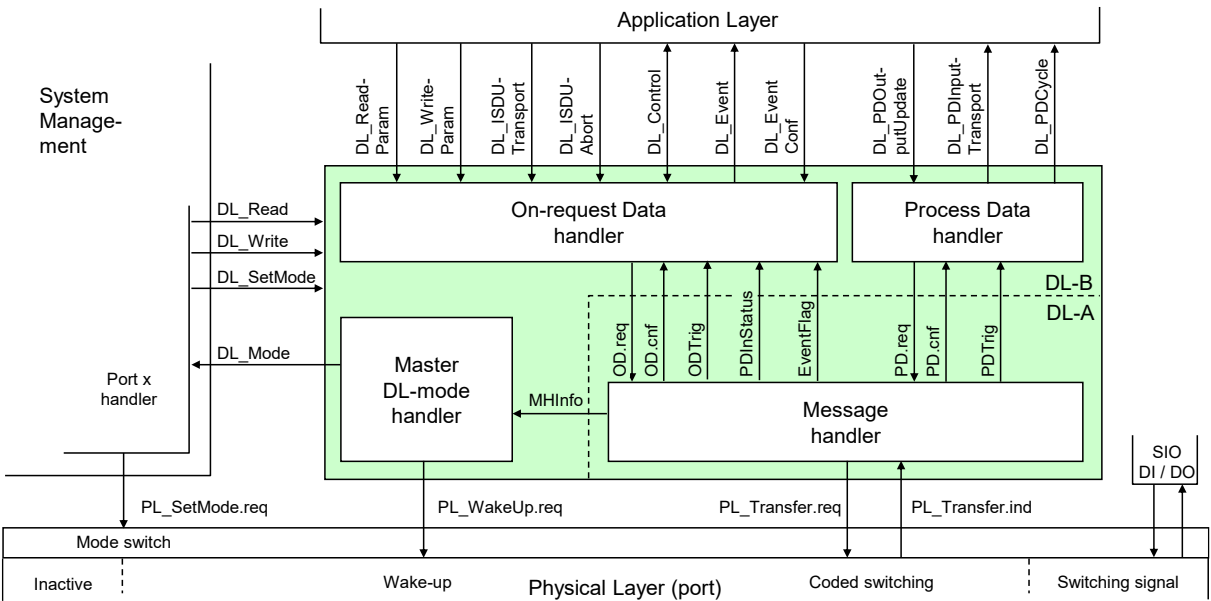 Application Layer
System
Manage-
ment
DL_Read-
Param
DL_Write-
Param
DL_ISDU-
Transport
DL_ISDU-
Abort
DL_Control
DL_Event
DL_Event
Conf
DL_PDOut-
putUpdate
DL_PDInput-
Transport
DL_PDCycle
On-request Data
handler
Process Data
handler
DL_Read
DL_Write
DL_SetMode
DL_Mode
DL-B
DL-A
OD.req
OD.cnf
ODTrig
PDInStatus
EventFlag
PD.req
PD.cnf
PDTrig
Port x
handler
Master
DL-mode
handler
MHInfo
Message
handler
SIO
DI / DO
PL_SetMode.req
PL_WakeUp.req
PL_Transfer.req
PL_Transfer.ind
Mode switch
Inactive
Wake-up
Physical Layer (port)
Coded switching
Switching signal